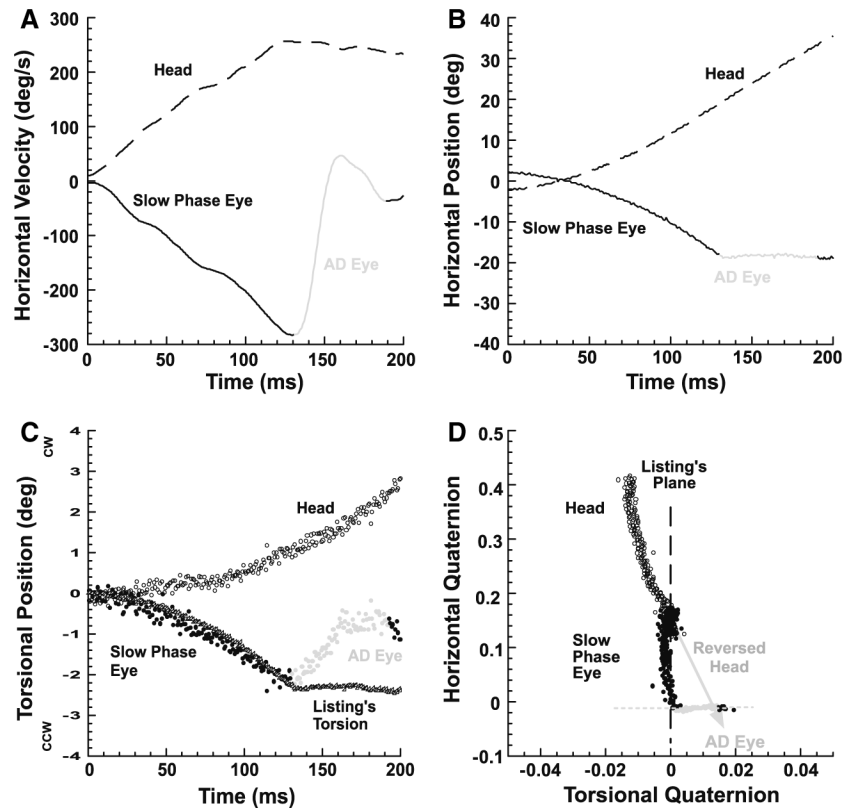 A
300
200
100
0
-100
-200
-300
Horizontal Velocity (deg/s)
Head
Slow Phase Eye
AD Eye
0
50
100
150
200
Time (ms)
B
40
30
20
10
0
-10
-20
-30
-40
Horizontal Position (deg)
Head
Slow Phase Eye
AD Eye
0
50
100
150
200
Time (ms)
C
CW
4
3
2
1
0
-1
-2
-3
-4
CCW
Torsional Position (deg)
Head
Slow Phase
Eye
AD Eye
Listing's
Torsion
0
50
100
150
200
Time (ms)
D
0.5
0.4
0.3
0.2
0.1
0
-0.1
Horizontal Quaternion
Listing's
Plane
Head
Slow
Phase
Eye
Reversed
Head
AD Eye
-0.04
-0.02
0
0.02
0.04
Torsional Quaternion